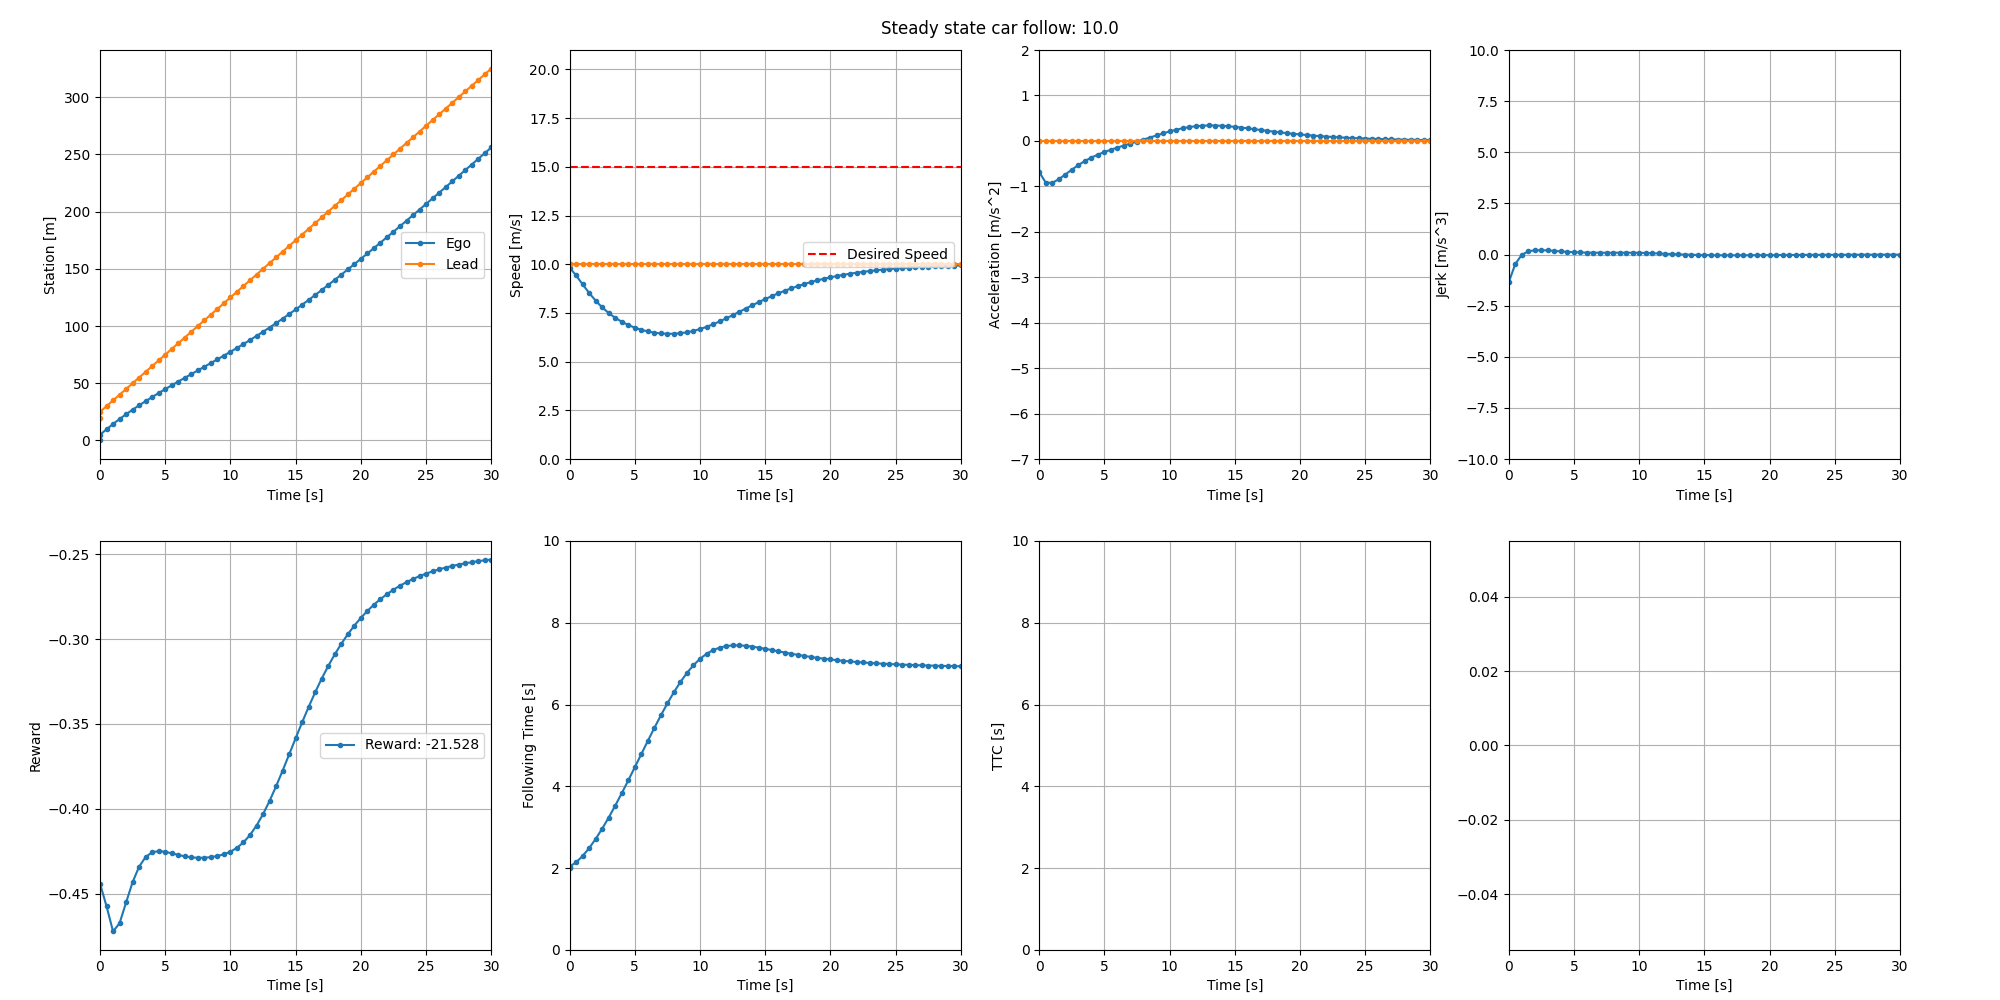 Steady state car follow: 10.0
Station [m]
300
250
200
150
100
50
0
Ego
Lead
0 5 10 15 20 25 30
Time [s]
Speed [m/s]
20.0
17.5
15.0
12.5
10.0
7.5
5.0
2.5
0.0
Desired Speed
0 5 10 15 20 25 30
Time [s]
Acceleration [m/s^2]
2
1
0
−1
−2
−3
−4
−5
−6
−7
0 5 10 15 20 25 30
Time [s]
Jerk [m/s^3]
10.0
7.5
5.0
2.5
0.0
−2.5
−5.0
−7.5
−10.0
0 5 10 15 20 25 30
Time [s]
Reward
−0.25
−0.30
−0.35
−0.40
−0.45
Reward: -21.528
0 5 10 15 20 25 30
Time [s]
Following Time [s]
10
8
6
4
2
0
0 5 10 15 20 25 30
Time [s]
TTC [s]
10
8
6
4
2
0
0 5 10 15 20 25 30
Time [s]
0.04
0.02
0.00
−0.02
−0.04
0 5 10 15 20 25 30
Time [s]